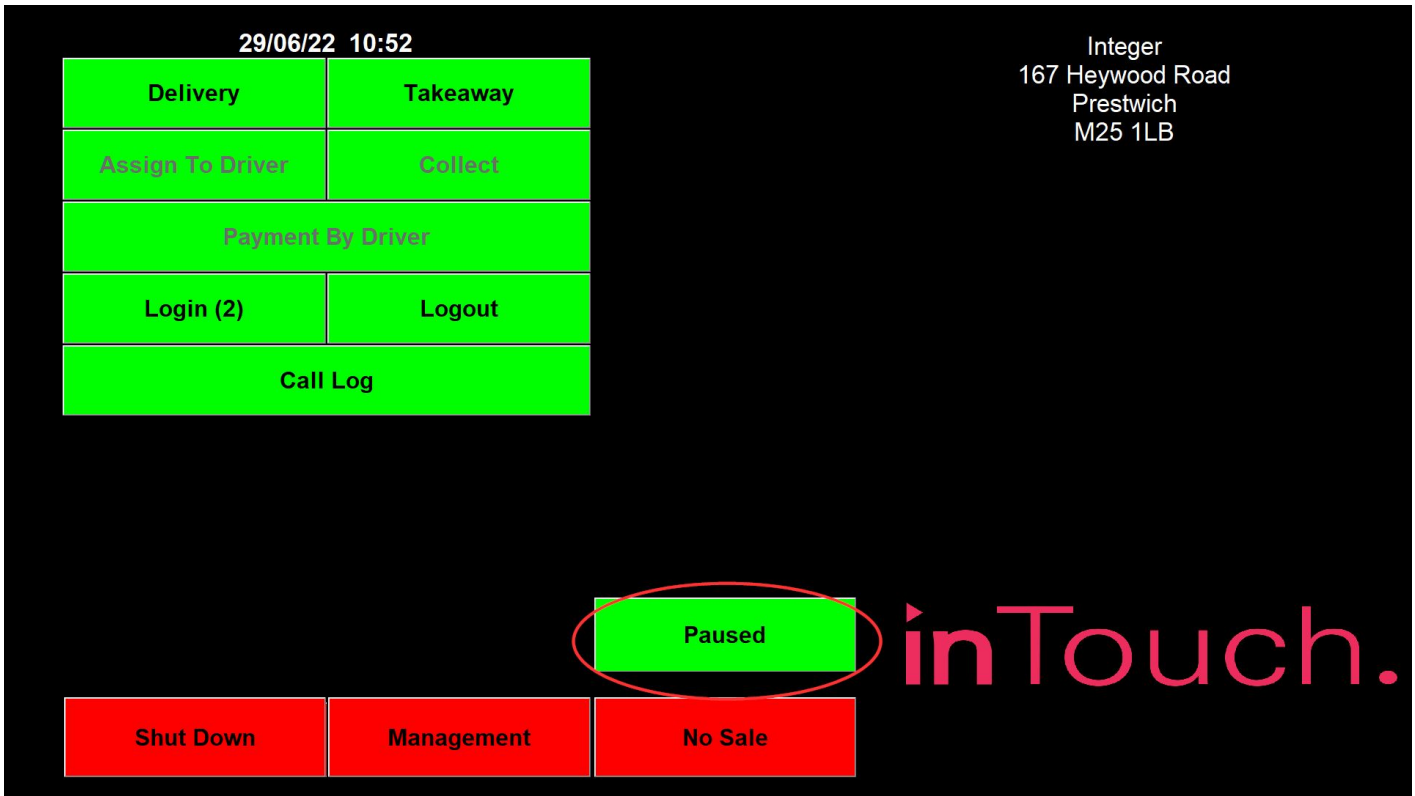 29/06/22 10:52
Delivery
Takeaway
Assign To Driver
Collect
Payment By Driver
Login (2)
Logout
Call Log
Integer
167 Heywood Road
Prestwich
M25 1LB
Paused
inTouch.
Shut Down
Management
No Sale